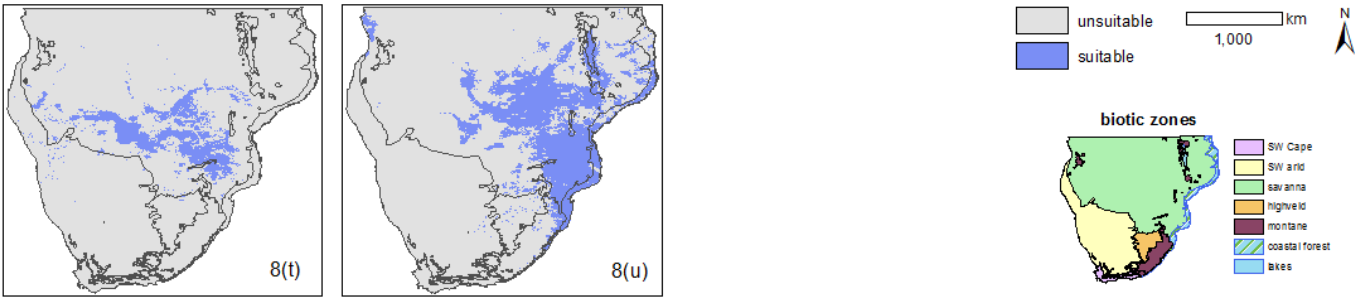 8(t)
8(u)
unsuitable
suitable
km
1,000
N
biotic zones
SW Cape
SW arid
savanna
highveld
montane
coastal forest
lakes